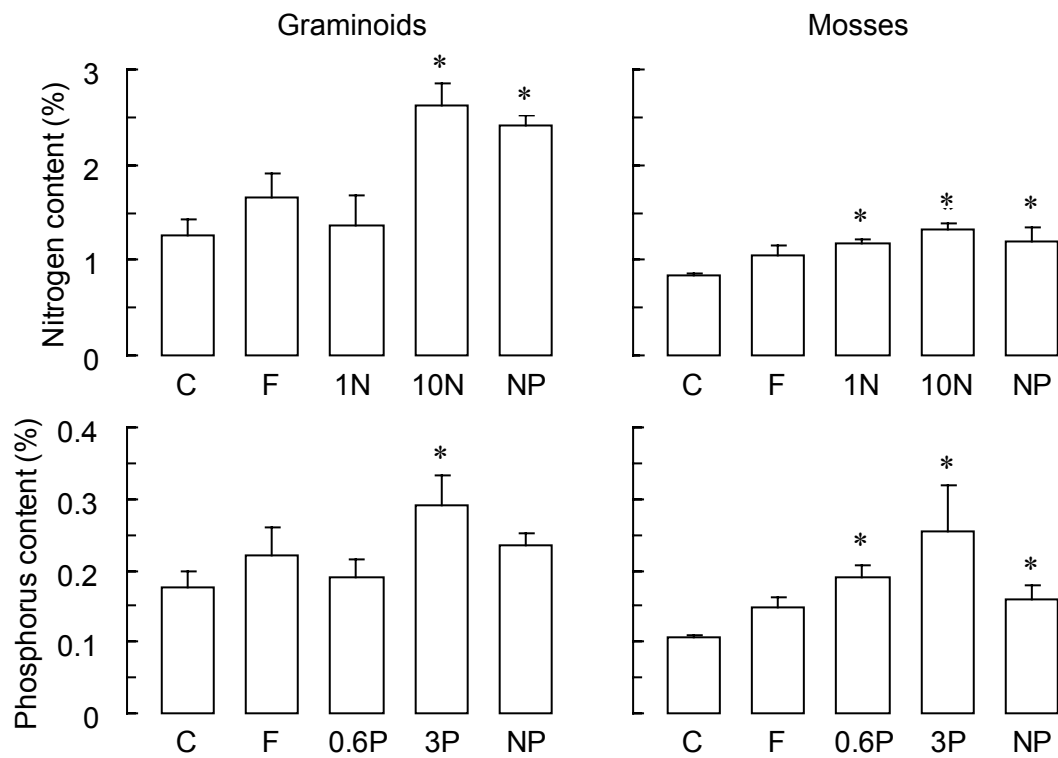 Graminoids
Mosses
Nitrogen content (%)
3
2
1
0
* *
* * *
C F 1N 10N NP
C F 1N 10N NP
Phosphorus content (%)
0.4
0.3
0.2
0.1
0
*
* * *
C F 0.6P 3P NP
C F 0.6P 3P NP